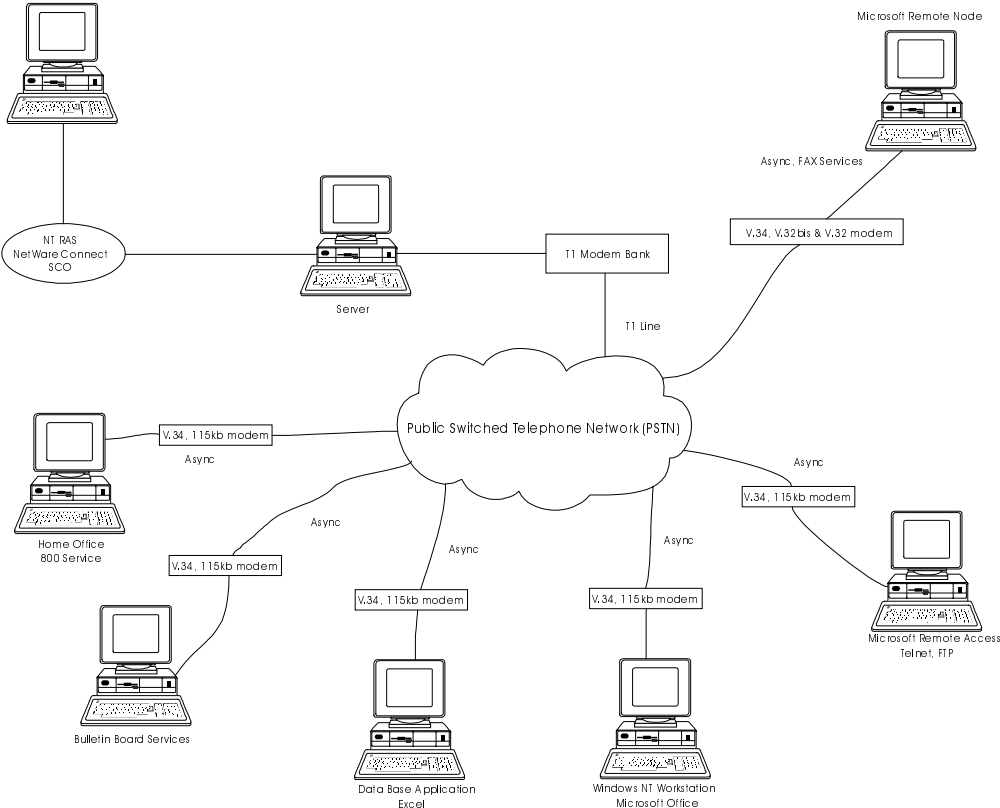 Microsoft Remote Node
Async, FAX Services
V.34, V.32bis & V.32 modem
NT RAS
NetWare Connect
SCO
Server
T1 Modem Bank
T1 Line
Public Switched Telephone Network (PSTN)
V.34, 115kb modem
Async
Home Office
800 Service
Async
V.34, 115kb modem
Bulletin Board Services
Async
V.34, 115kb modem
Data Base Application
Excel
Async
V.34, 115kb modem
Windows NT Workstation
Microsoft Office
Async
V.34, 115kb modem
Microsoft Remote Access
Telnet, FTP